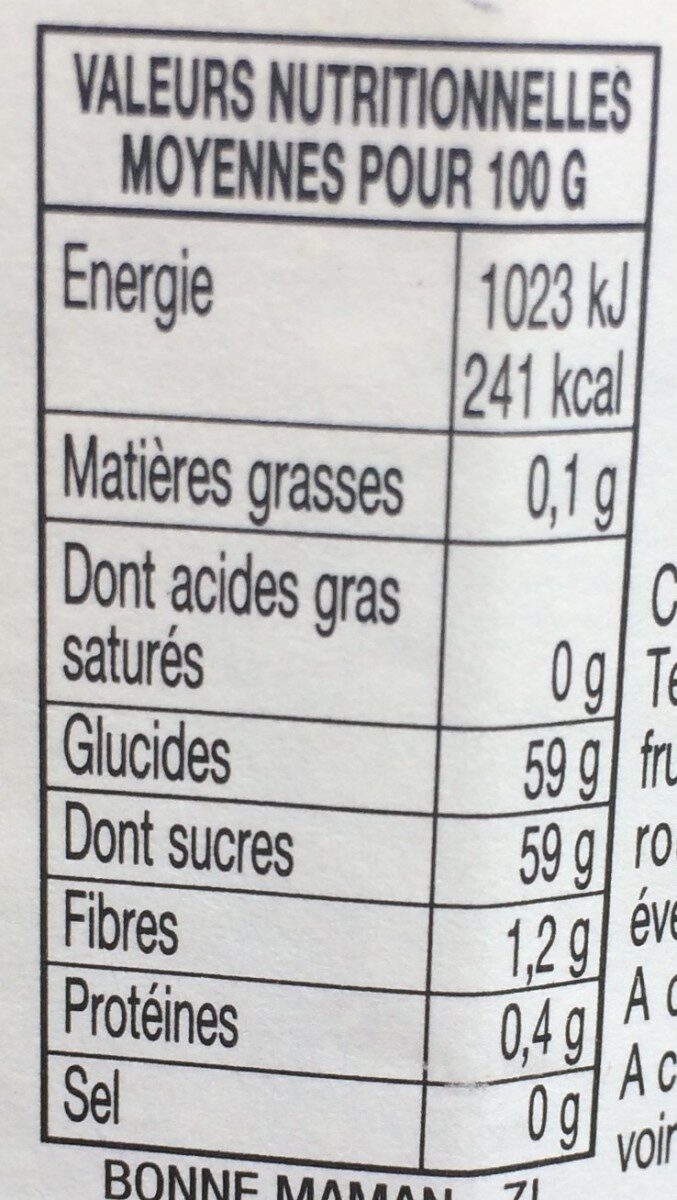 VALEURS NUTRITIONNELLES
MOYENNES POUR 100 G
Energie 1023 kJ
241 kcal
Matières grasses 0,1 g
Dont acides gras
saturés 0 g
Glucides 59 g
Dont sucres 59 g
Fibres 1,2 g
Protéines 0,4 g
Sel 0 g
BONNE MAMAN